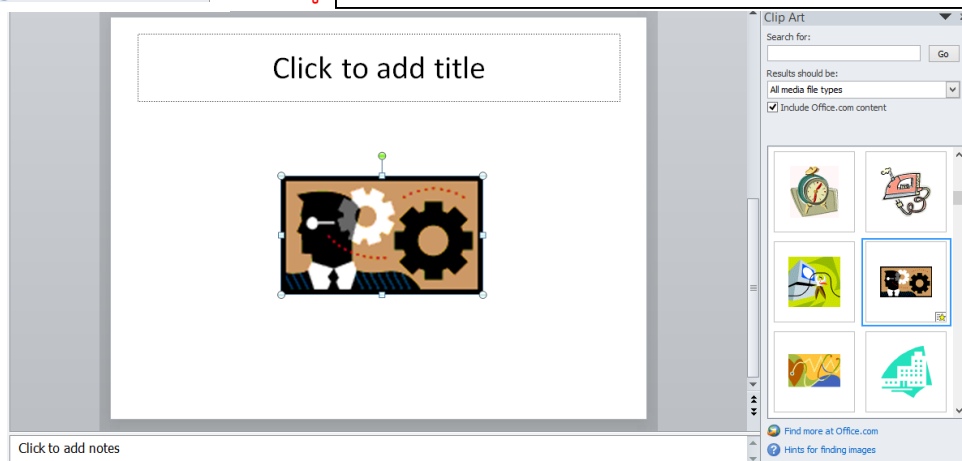 Click to add title
Click to add notes
Clip Art
Search for:
Go
Results should be:
All media file types
Include Office.com content
Find more at Office.com
Hints for finding images